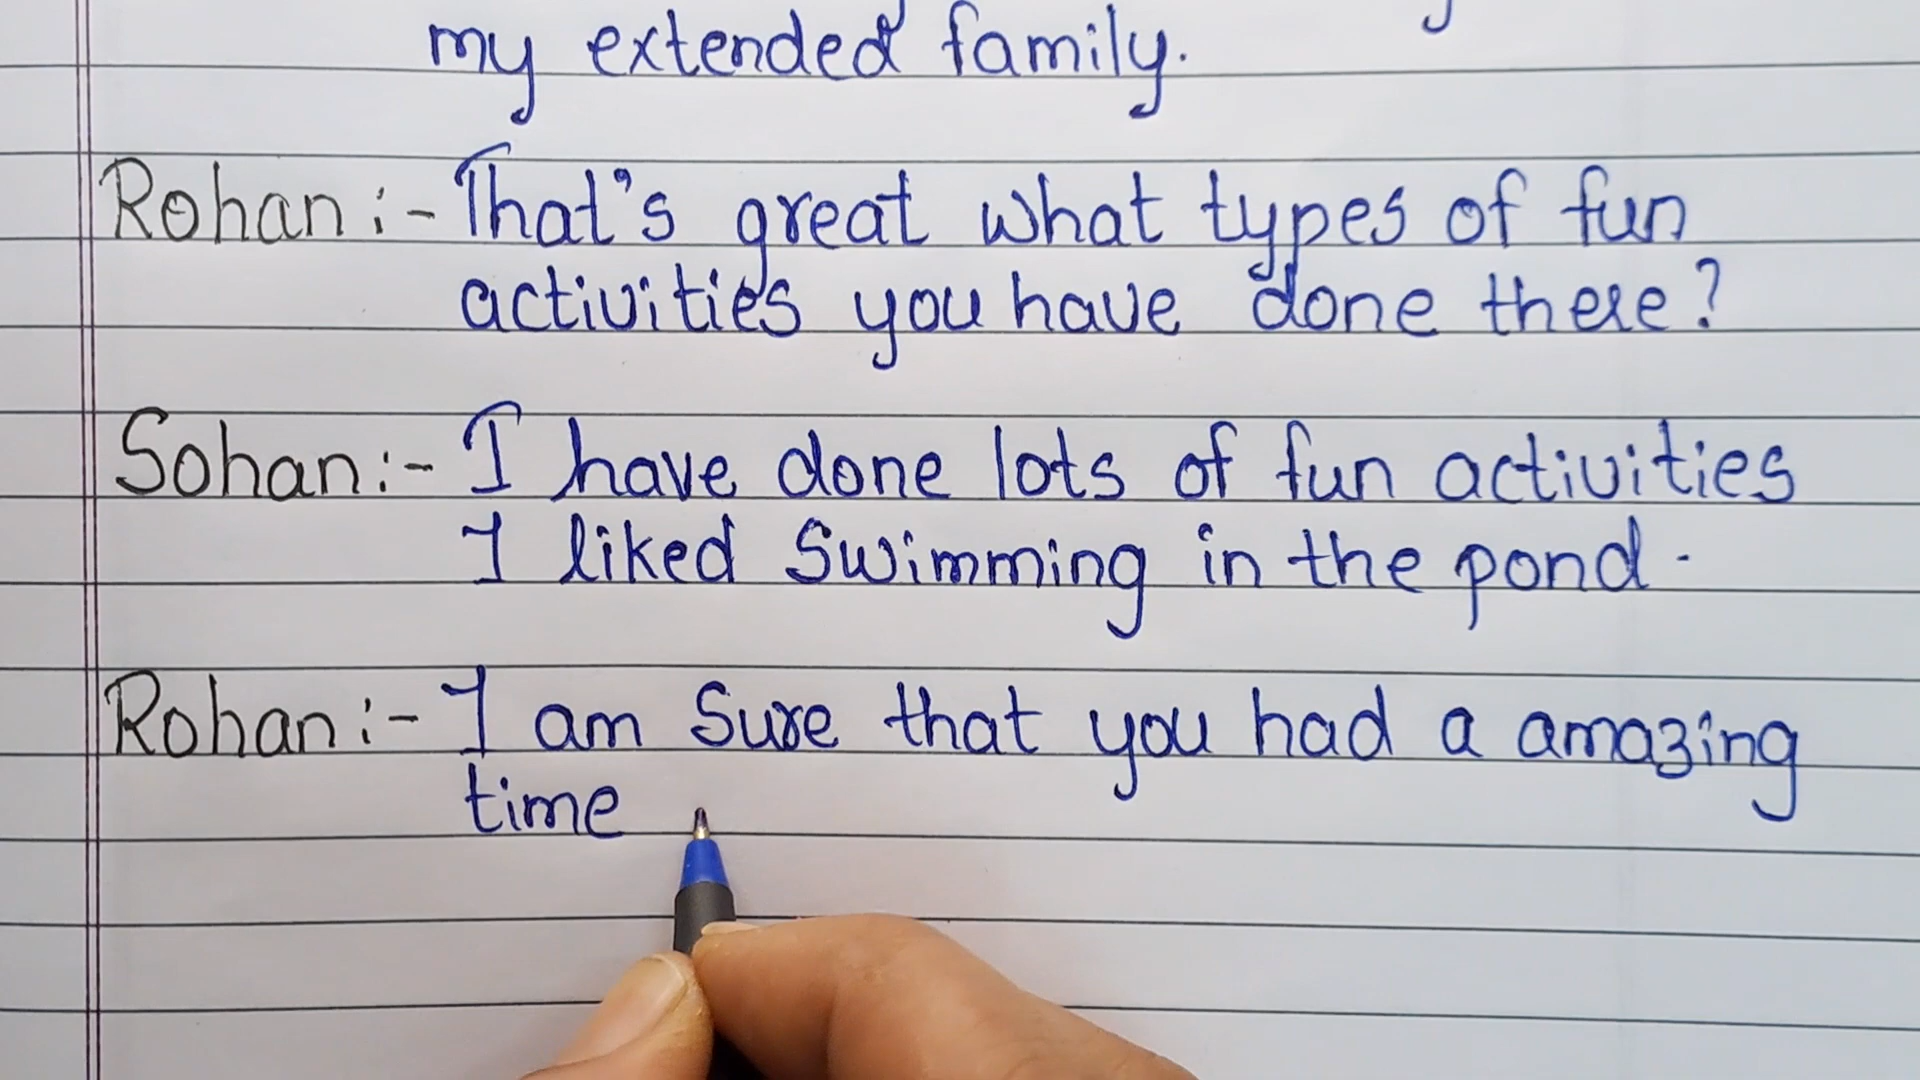 my extended family.
Rohan:- That's great what types of fun
activities you have done there?
Sohan:- I have done lots of fun activities
I liked Swimming in the pond.
Rohan:- I am Sure that you had a amazing
time